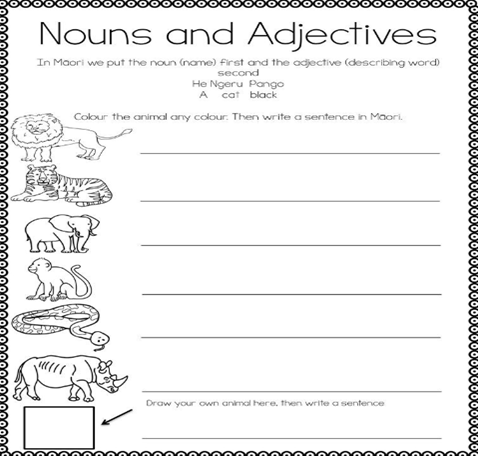 Nouns and Adjectives
In Māori we put the noun (name) first and the adjective (describing word)
second
He Ngeru Pango
A cat black
Colour the animal any colour. Then write a sentence in Māori.
Draw your own animal here, then write a sentence